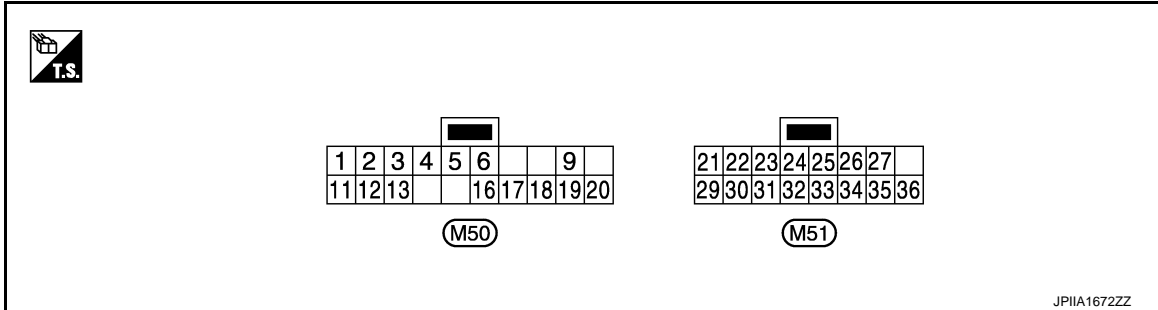 T.S.
1 2 3 4 5 6 9
11 12 13 16 17 18 19 20
M50
21 22 23 24 25 26 27
29 30 31 32 33 34 35 36
M51
JPIIA1672ZZ